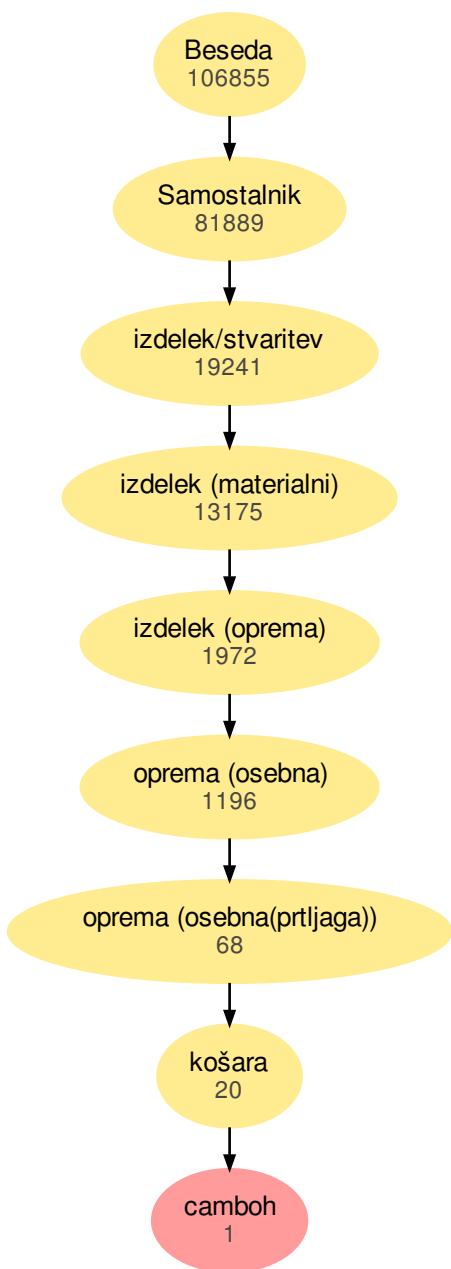 Beseda
106855
Samostalnik
81889
izdelek/stvaritev
19241
izdelek (materialni)
13175
izdelek (oprema)
1972
oprema (osebna)
1196
oprema (osebna(prtljaga))
68
košara
20
camboh
1